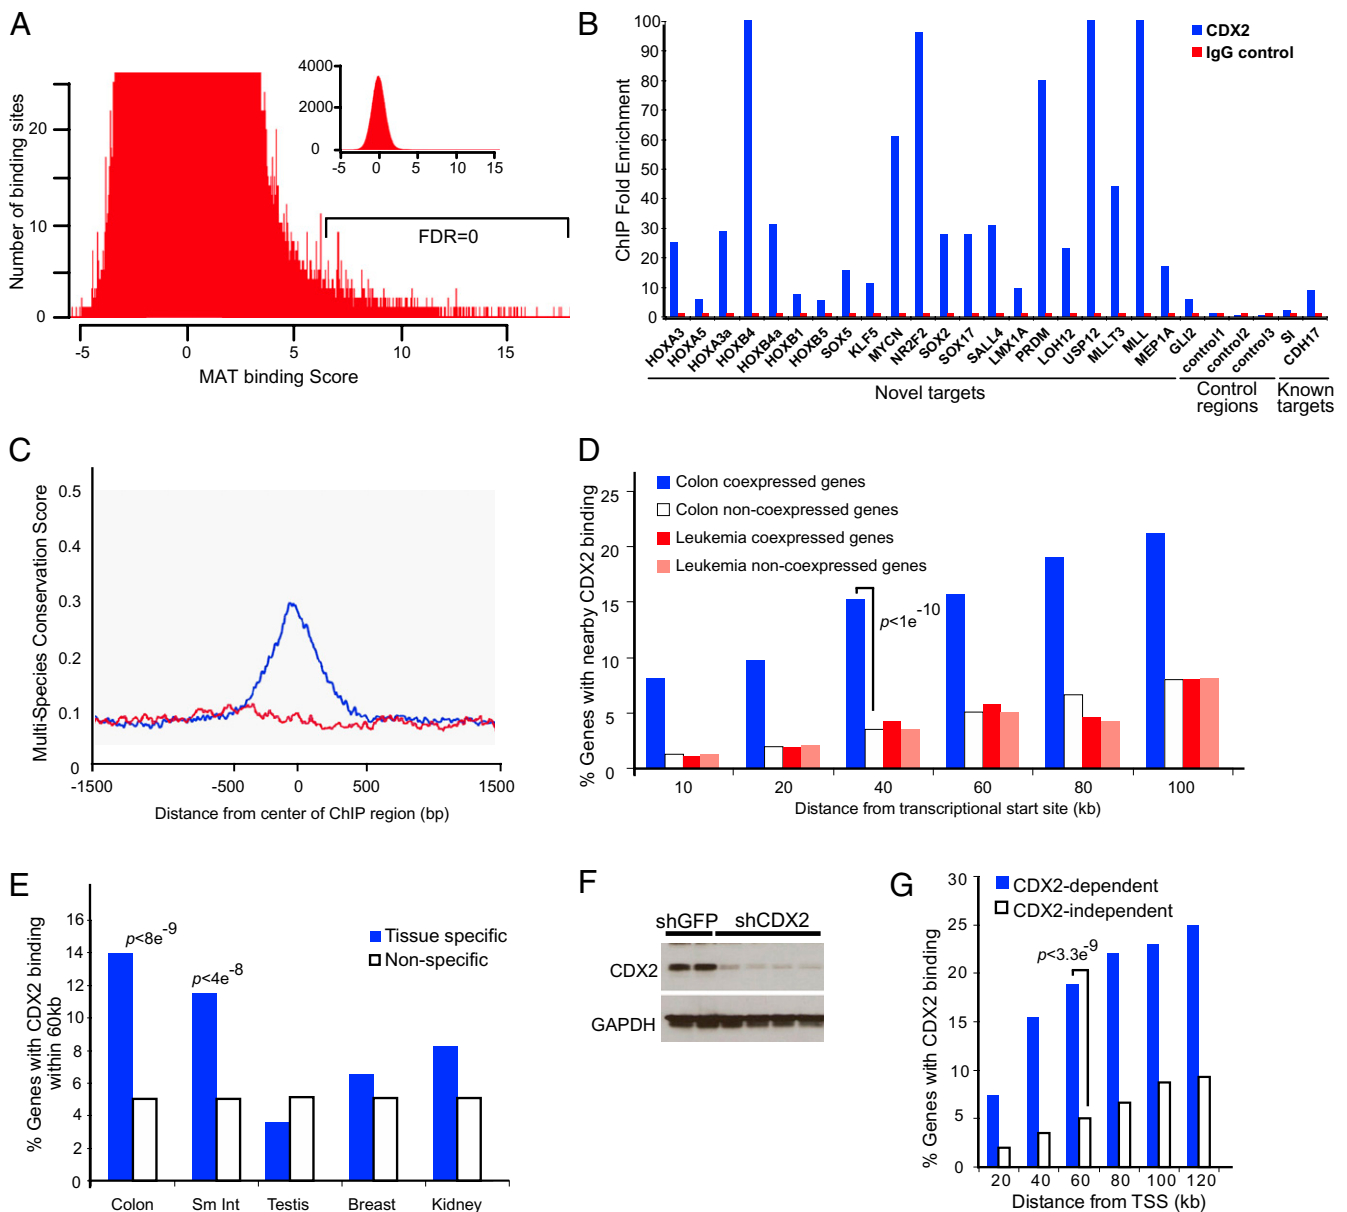 A
Number of binding sites
20
10
0
-5
0
5
10
15
MAT binding Score
FDR=0
4000
2000
0
-5
0
5
10
15
B
ChIP Fold Enrichment
100
90
80
70
60
50
40
30
20
10
0
CDX2
IgG control
HOXA3
HOXA5
HOXA3a
HOXB4
HOXB4a
HOXB1
HOXB5
SOX5
KLF5
MYCN
NR2F2
SOX2
SOX17
SALL4
LMX1A
PRDM
LOH12
USP12
MLLT3
MLL
MEP1A
GLI2
control1
control2
control3
SI
CDH17
Novel targets
Control
regions
Known
targets
C
Multi-Species Conservation Score
0.5
0.4
0.3
0.2
0.1
0
-1500
-500
0
500
1500
Distance from center of ChIP region (bp)
D
% Genes with nearby CDX2 binding
25
20
15
10
5
0
Colon coexpressed genes
Colon non-coexpressed genes
Leukemia coexpressed genes
Leukemia non-coexpressed genes
p<1e-10
10
20
40
60
80
100
Distance from transcriptional start site (kb)
E
% Genes with CDX2 binding
within 60kb
16
14
12
10
8
6
4
2
0
p<8e-9
p<4e-8
Tissue specific
Non-specific
Colon
Sm Int
Testis
Breast
Kidney
F
shGFP
shCDX2
CDX2
GAPDH
G
% Genes with CDX2 binding
30
25
20
15
10
5
0
CDX2-dependent
CDX2-independent
p<3.3e-9
20
40
60
80
100
120
Distance from TSS (kb)